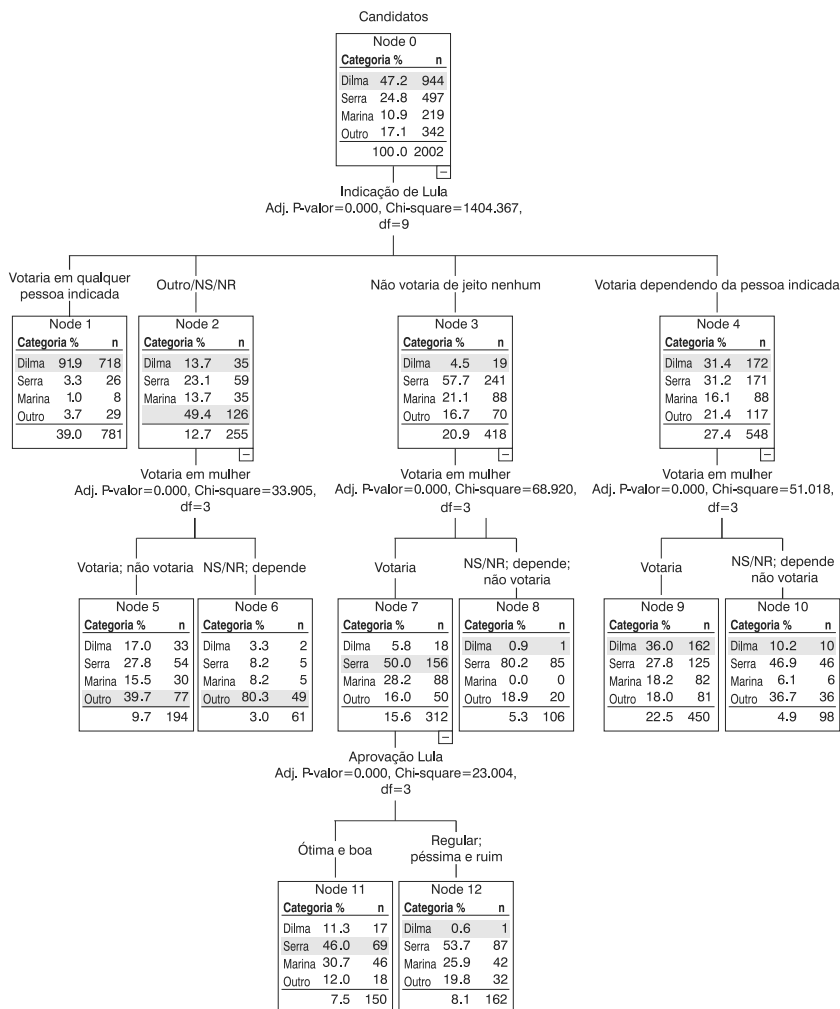 Candidatos
Node 0
Categoria % n
Dilma 47.2 944
Serra 24.8 497
Marina 10.9 219
Outro 17.1 342
100.0 2002
Indicação de Lula
Adj. P-valor=0.000, Chi-square=1404.367,
df=9
Votaria em qualquer
pessoa indicada
Outro/NS/NR
Não votaria de jeito nenhum
Votaria dependendo da pessoa indicada
Node 1
Categoria % n
Dilma 91.9 718
Serra 3.3 26
Marina 1.0 8
Outro 3.7 29
39.0 781
Node 2
Categoria % n
Dilma 13.7 35
Serra 23.1 59
Marina 13.7 35
49.4 126
Outro
12.7 255
Node 3
Categoria % n
Dilma 4.5 19
Serra 57.7 241
Marina 21.1 88
Outro 16.7 70
20.9 418
Node 4
Categoria % n
Dilma 31.4 172
Serra 31.2 171
Marina 16.1 88
Outro 21.4 117
27.4 548
Votaria em mulher
Adj. P-valor=0.000, Chi-square=33.905,
df=3
Votaria em mulher
Adj. P-valor=0.000, Chi-square=68.920,
df=3
Votaria em mulher
Adj. P-valor=0.000, Chi-square=51.018,
df=3
Votaria; não votaria
NS/NR; depende
Votaria
NS/NR; depende;
não votaria
Votaria
NS/NR; depende
não votaria
Node 5
Categoria % n
Dilma 17.0 33
Serra 27.8 54
Marina 15.5 30
Outro 39.7 77
9.7 194
Node 6
Categoria % n
Dilma 3.3 2
Serra 8.2 5
Marina 8.2 5
Outro 80.3 49
3.0 61
Node 7
Categoria % n
Dilma 5.8 18
Serra 50.0 156
Marina 28.2 88
Outro 16.0 50
15.6 312
Node 8
Categoria % n
Dilma 0.9 1
Serra 80.2 85
Marina 0.0 0
Outro 18.9 20
5.3 106
Node 9
Categoria % n
Dilma 36.0 162
Serra 27.8 125
Marina 18.2 82
Outro 18.0 81
22.5 450
Node 10
Categoria % n
Dilma 10.2 10
Serra 46.9 46
Marina 6.1 6
Outro 36.7 36
4.9 98
Aprovação Lula
Adj. P-valor=0.000, Chi-square=23.004,
df=3
Ótima e boa
Regular;
péssima e ruim
Node 11
Categoria % n
Dilma 11.3 17
Serra 46.0 69
Marina 30.7 46
Outro 12.0 18
7.5 150
Node 12
Categoria % n
Dilma 0.6 1
Serra 53.7 87
Marina 25.9 42
Outro 19.8 32
8.1 162